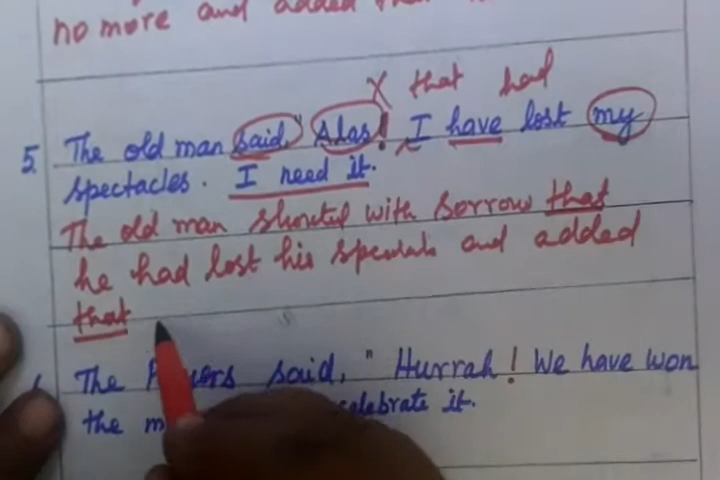 no more and added that
X that had
5. The old man said, "Alas! I have lost my
spectacles. I need it.
The old man shouted with sorrow that
he had lost his and added
that
The said, " Hurrah! We have won
the celebrate it.